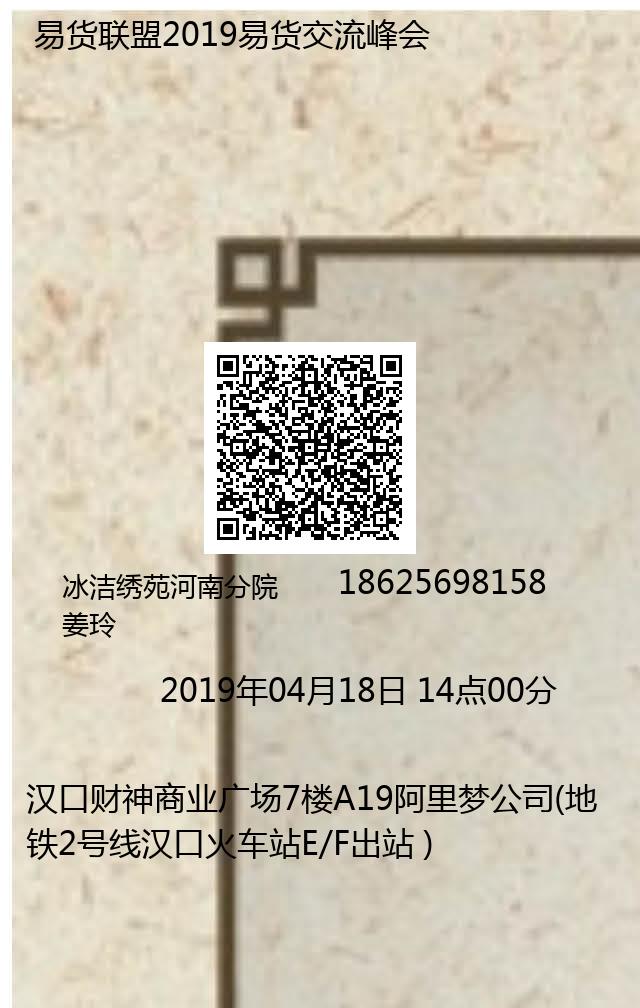 易货联盟2019易货交流峰会
冰洁绣苑河南分院
18625698158
姜玲
2019年04月18日 14点00分
汉口财神商业广场7楼A19阿里梦公司(地
铁2号线汉口火车站E/F出站 )